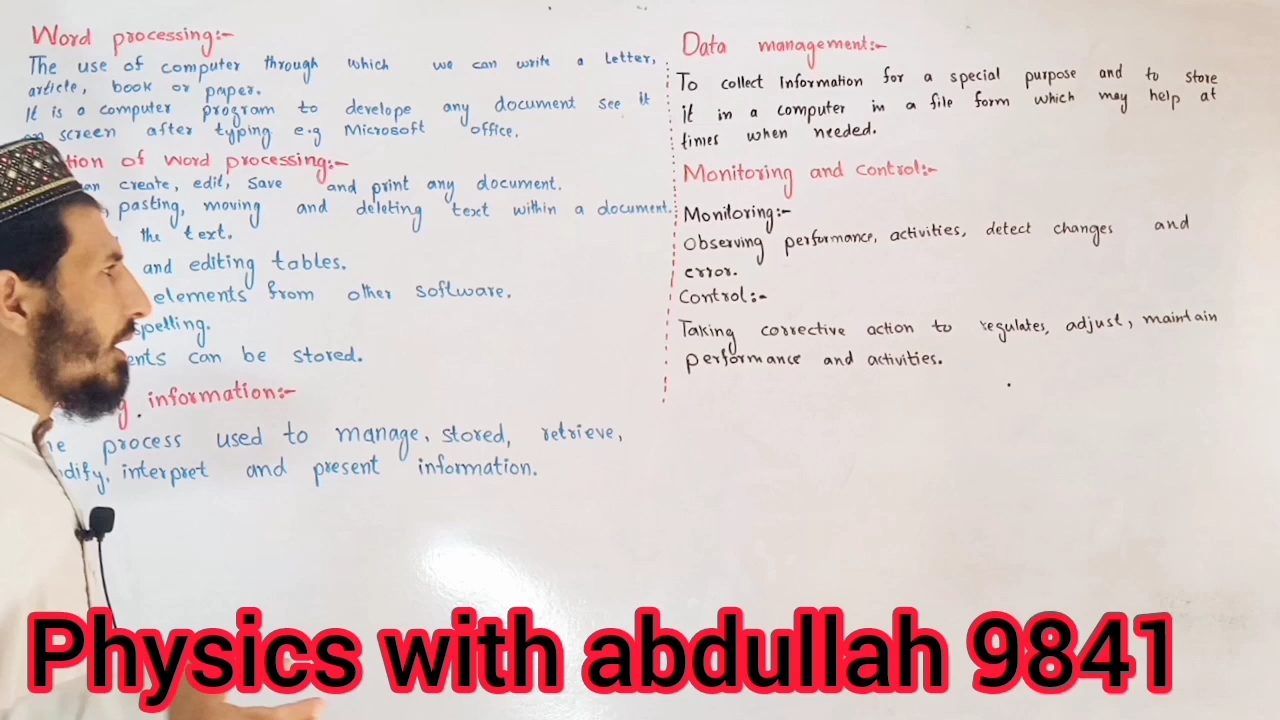 Word processing:-
The use of computer through which we can write a letter,
article, book or paper.
It is a computer program to develope any document see it
screen after typing e.g Microsoft office.
of word processing:-
create, edit, save and print any document.
pasting, moving and deleting text within a document.
the text.
and editing tables.
elements from other software.
spelling.
can be stored.
information:-
process used to manage, stored, retrieve,
interpret and present information.
Data management:-
To collect information for a special purpose and to store
it in a computer in a file form which may help at
times when needed.
Monitoring and control:-
Monitoring:-
Observing performance, activities, detect changes and
error.
Control:-
Taking corrective action to regulates, adjust, maintain
performance and activities.
Physics with abdullah 9841